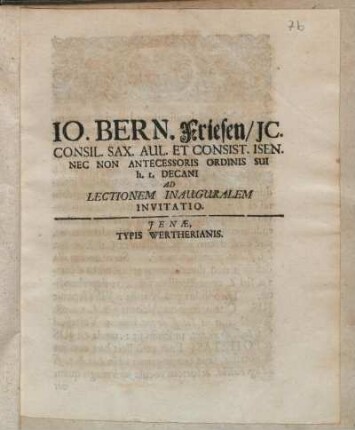 76
IO. BERN. Friesen/ JC.
CONSIL. SAX. AUL. ET CONSIST. ISEN.
NEC NON ANTECESSORIS ORDINIS SUI
h. t. DECANI
AD
LECTIONEM INAUGURALEM
INVITATIO.
JENÆ,
TYPIS WERTHERIANIS.